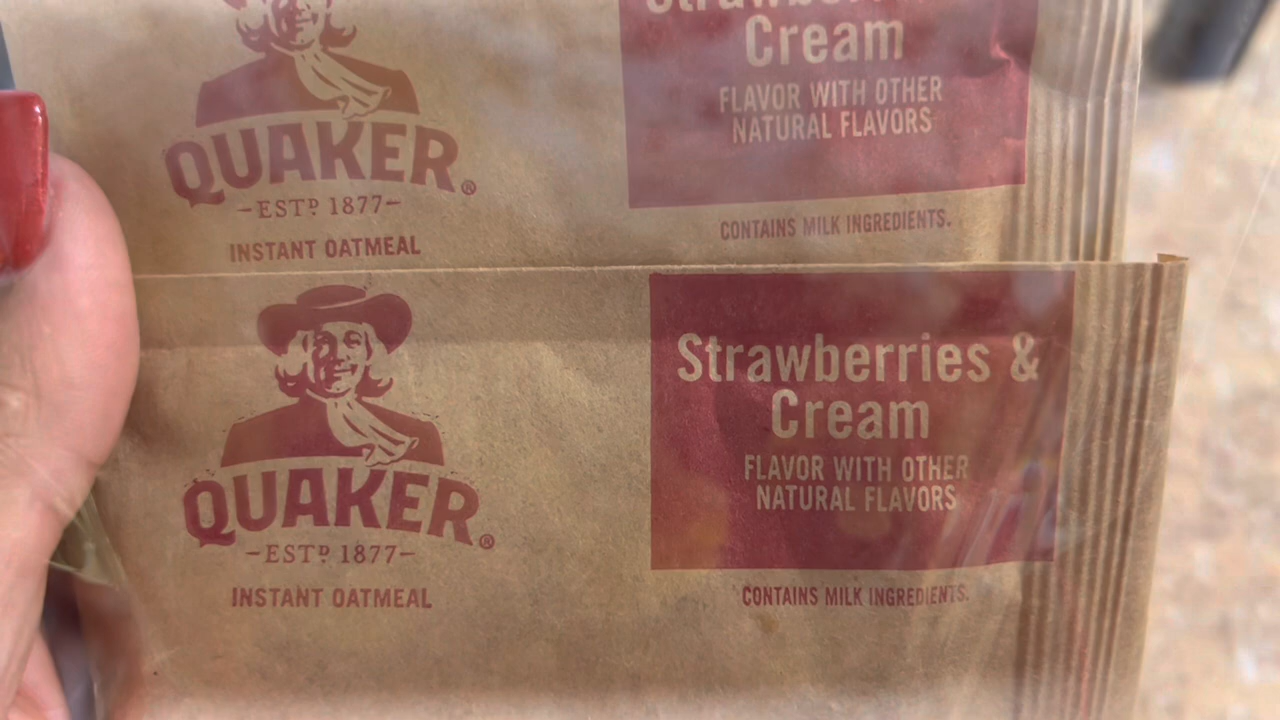 Cream
FLAVOR WITH OTHER
NATURAL FLAVORS
QUAKER®
-ESTD 1877-
INSTANT OATMEAL
CONTAINS MILK INGREDIENTS.
QUAKER®
-ESTD 1877-
INSTANT OATMEAL
Strawberries &
Cream
FLAVOR WITH OTHER
NATURAL FLAVORS
CONTAINS MILK INGREDIENTS.